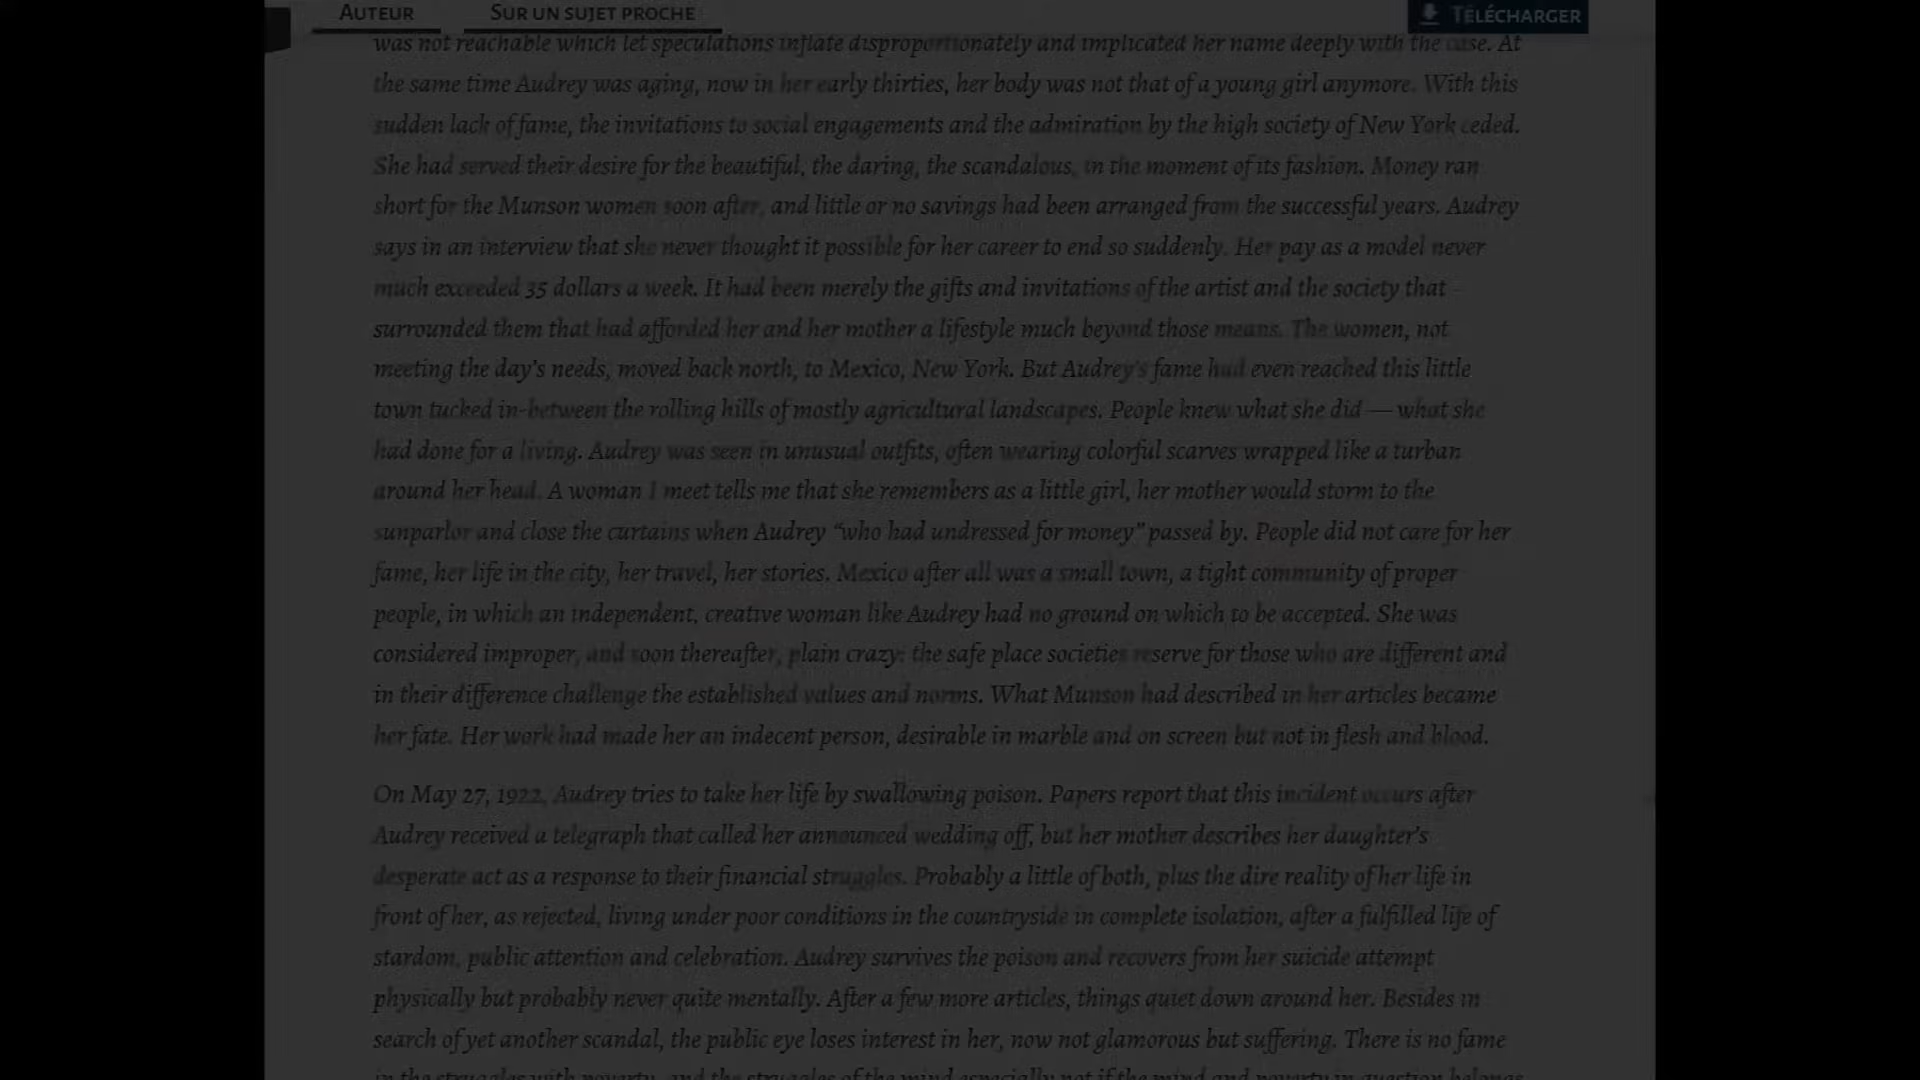 AUTEUR
SUR UN SUJET PROCHE
TÉLÉCHARGER
was not reachable which let speculations inflate disproportionately and implicated her name deeply with the case. At
the same time Audrey was aging, now in her early thirties, her body was not that of a young girl anymore. With this
sudden lack of fame, the invitations to social engagements and the admiration by the high society of New York ceded.
She had served their desire for the beautiful, the daring, the scandalous, in the moment of its fashion. Money ran
short for the Munson women soon after, and little or no savings had been arranged from the successful years. Audrey
says in an interview that she never thought it possible for her career to end so suddenly. Her pay as a model never
much exceeded 35 dollars a week. It had been merely the gifts and invitations of the artist and the society that
surrounded them that had afforded her and her mother a lifestyle much beyond those means. The women, not
meeting the day's needs, moved back north, to Mexico, New York. But Audrey's fame had even reached this little
town tucked in-between the rolling hills of mostly agricultural landscapes. People knew what she did — what she
had done for a living. Audrey was seen in unusual outfits, often wearing colorful scarves wrapped like a turban
around her head. A woman I meet tells me that she remembers as a little girl, her mother would storm to the
sunparlor and close the curtains when Audrey “who had undressed for money” passed by. People did not care for her
fame, her life in the city, her travel, her stories. Mexico after all was a small town, a tight community of proper
people, in which an independent, creative woman like Audrey had no ground on which to be accepted. She was
considered improper, and soon thereafter, plain crazy: the safe place societies reserve for those who are different and
in their difference challenge the established values and norms. What Munson had described in her articles became
her fate. Her work had made her an indecent person, desirable in marble and on screen but not in flesh and blood.
On May 27, 1922, Audrey tries to take her life by swallowing poison. Papers report that this incident occurs after
Audrey received a telegraph that called her announced wedding off, but her mother describes her daughter's
desperate act as a response to their financial struggles. Probably a little of both, plus the dire reality of her life in
front of her, as rejected, living under poor conditions in the countryside in complete isolation, after a fulfilled life of
stardom, public attention and celebration. Audrey survives the poison and recovers from her suicide attempt
physically but probably never quite mentally. After a few more articles, things quiet down around her. Besides in
search of yet another scandal, the public eye loses interest in her, now not glamorous but suffering. There is no fame
in the struggles with poverty, and the struggles of the mind especially not if the mind and poverty in question belongs